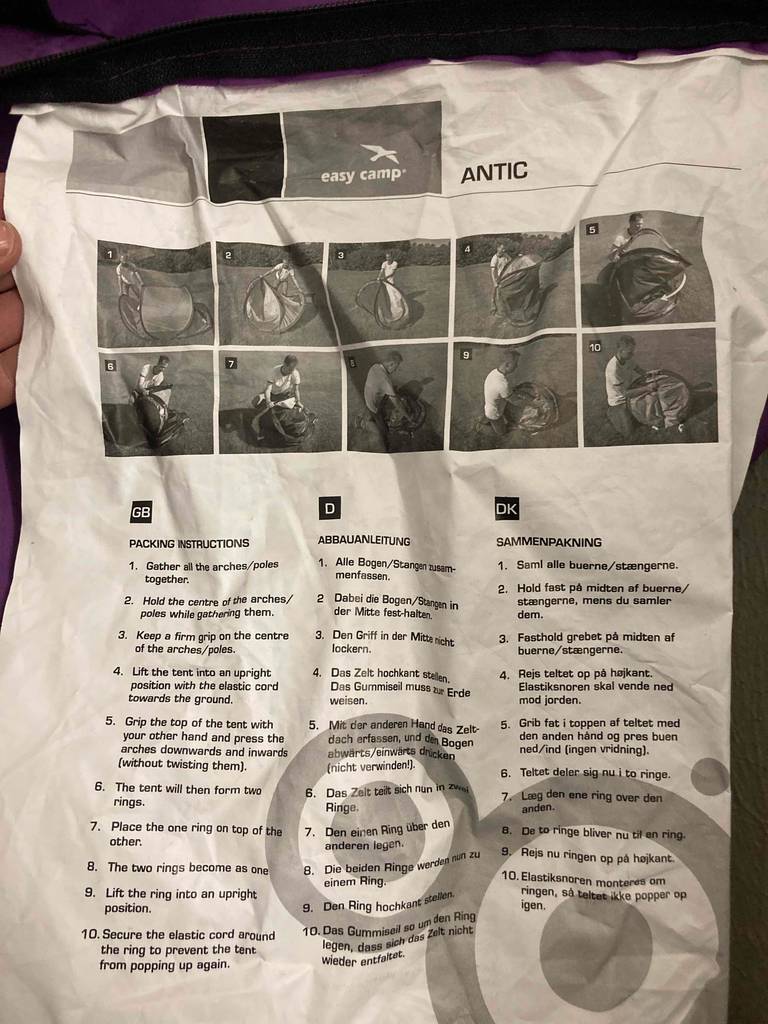 easy camp®
ANTIC
1
2
3
4
5
6
7
8
9
10
GB
PACKING INSTRUCTIONS
1. Gather all the arches/poles
together.
2. Hold the centre of the arches/
poles while gathering them.
3. Keep a firm grip on the centre
of the arches/poles.
4. Lift the tent into an upright
position with the elastic cord
towards the ground.
5. Grip the top of the tent with
your other hand and press the
arches downwards and inwards
(without twisting them).
6. The tent will then form two
rings.
7. Place the one ring on top of the
other.
8. The two rings become as one
9. Lift the ring into an upright
position.
10. Secure the elastic cord around
the ring to prevent the tent
from popping up again.
D
ABBAUANLEITUNG
1. Alle Bogen/Stangen zusam-
menfassen.
2 Dabei die Bogen/Stangen in
der Mitte fest-halten.
3. Den Griff in der Mitte nicht
lockern.
4. Das Zelt hochkant stellen.
Das Gummiseil muss zur Erde
weisen.
5. Mit der anderen Hand das Zelt-
dach erfassen, und den Bogen
abwärts/einwärts drücken
(nicht verwinden!).
6. Das Zelt teilt sich nun in zwei
Ringe.
7. Den einen Ring über den
anderen legen.
8. Die beiden Ringe werden nun zu
einem Ring.
9. Den Ring hochkant stellen.
10. Das Gummiseil so um den Ring
legen, dass sich das Zelt nicht
wieder entfaltet.
DK
SAMMENPAKNING
1. Saml alle buerne/stængerne.
2. Hold fast på midten af buerne/
stængerne, mens du samler
dem.
3. Fasthold grebet på midten af
buerne/stængerne.
4. Rejs teltet op på højkant.
Elastiksnoren skal vende ned
mod jorden.
5. Grib fat i toppen af teltet med
den anden hånd og pres buen
ned/ind (ingen vridning).
6. Teltet deler sig nu i to ringe.
7. Læg den ene ring over den
anden.
8. De to ringe bliver nu til en ring.
9. Rejs nu ringen op på højkant.
10. Elastiksnoren monteres om
ringen, så teltet ikke popper op
igen.